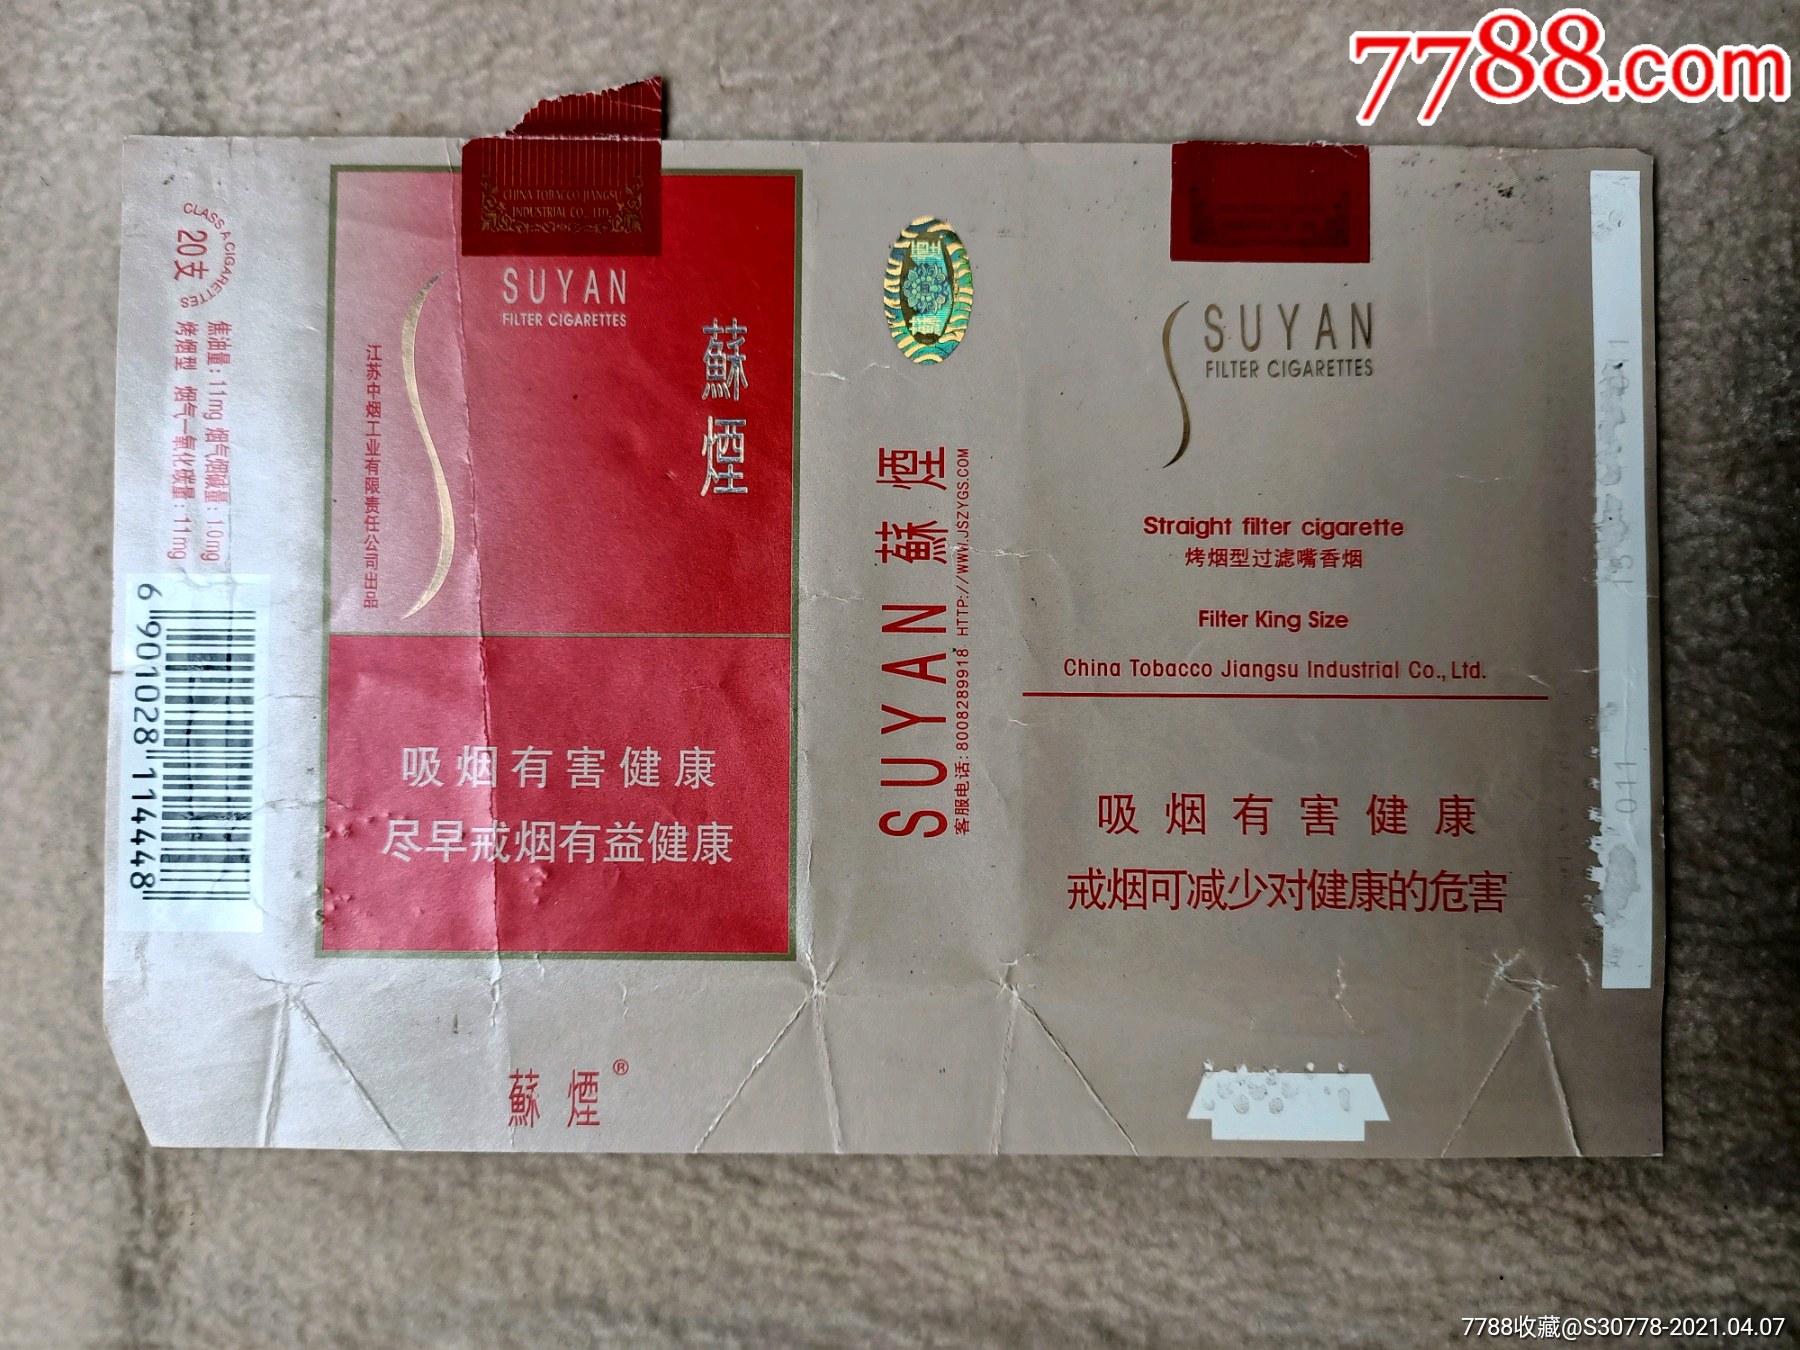 7788.com
CLASS A CIGARETTES
20支
焦油量：11mg 烟气烟碱量：1.0mg
烤烟型 烟气一氧化碳量：11mg
6 901028 114448
CHINA TOBACCO JIANGSU
INDUSTRIAL CO., LTD.
SUYAN
FILTER CIGARETTES
蘇煙
江苏中烟工业有限责任公司出品
吸烟有害健康
尽早戒烟有益健康
蘇煙®
蘇煙
SUYAN 蘇煙
客服电话:8008289918 HTTP://WWW.JSZYGS.COM
SUYAN
FILTER CIGARETTES
Straight filter cigarette
烤烟型过滤嘴香烟
Filter King Size
China Tobacco Jiangsu Industrial Co., Ltd.
吸烟有害健康
戒烟可减少对健康的危害
7788收藏@S30778-2021.04.07